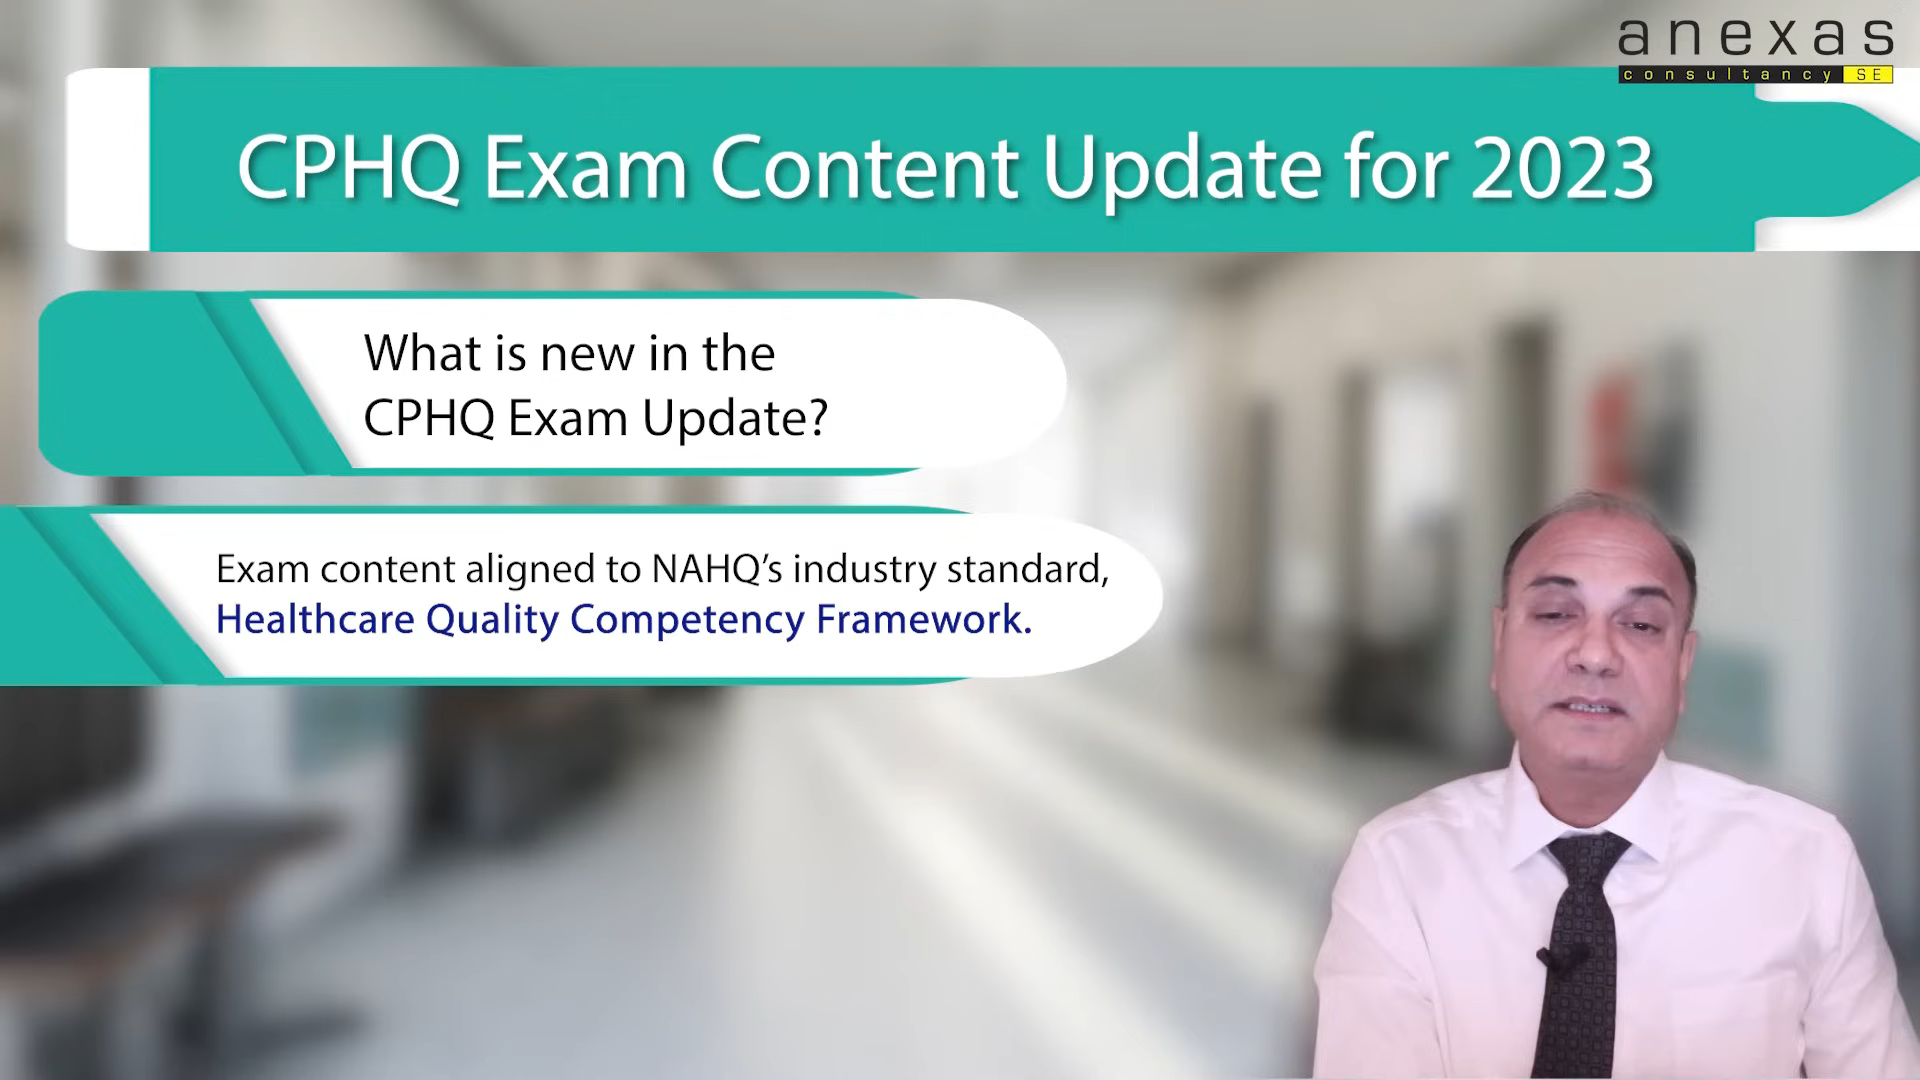 anexas
consultancy SE
CPHQ Exam Content Update for 2023
What is new in the
CPHQ Exam Update?
Exam content aligned to NAHQ’s industry standard,
Healthcare Quality Competency Framework.